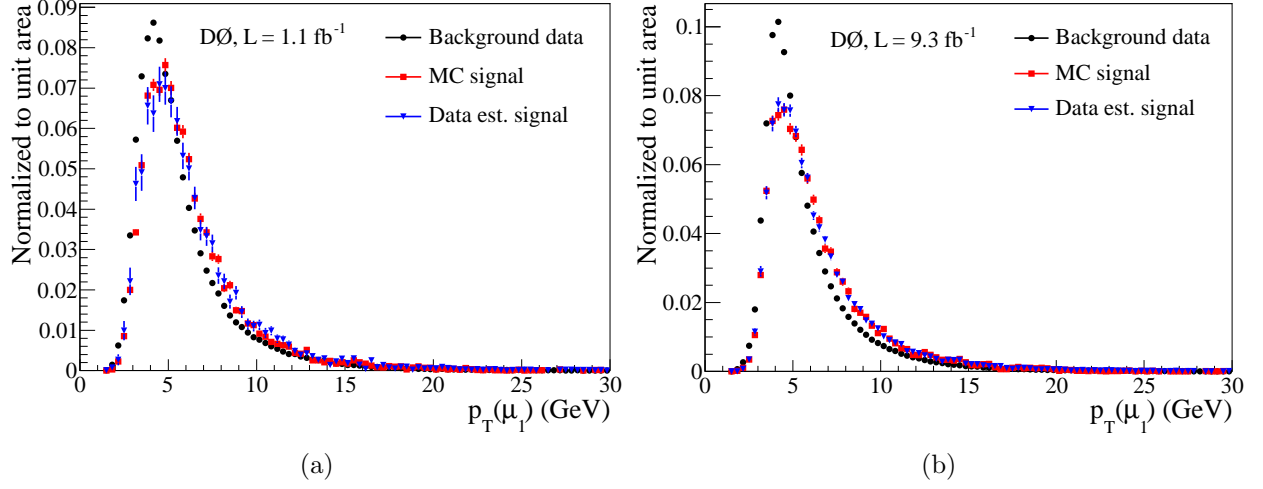 Normalized to unit area
0.09
0.08
0.07
0.06
0.05
0.04
0.03
0.02
0.01
0
DØ, L = 1.1 fb⁻¹
Background data
MC signal
Data est. signal
0 5 10 15 20 25 30
p_T(μ_1) (GeV)
(a)
Normalized to unit area
0.1
0.08
0.06
0.04
0.02
0
DØ, L = 9.3 fb⁻¹
Background data
MC signal
Data est. signal
0 5 10 15 20 25 30
p_T(μ_1) (GeV)
(b)